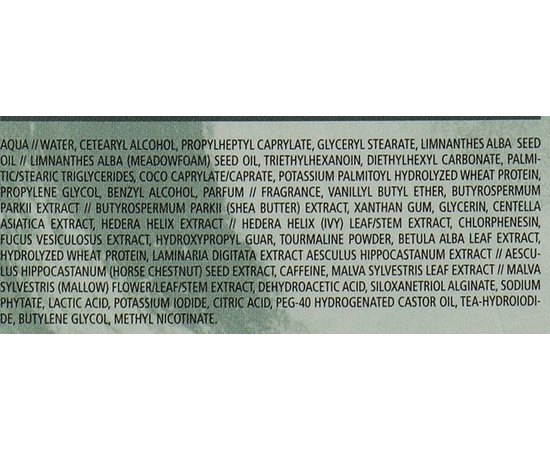 AQUA // WATER, CETEARYL ALCOHOL, PROPYLHEPTYL CAPRYLATE, GLYCERYL STEARATE, LIMNANTHES ALBA SEED
OIL // LIMNANTHES ALBA (MEADOWFOAM) SEED OIL, TRIETHYLHEXANOIN, DIETHYLHEXYL CARBONATE, PALMI-
TIC/STEARIC TRIGLYCERIDES, COCO CAPRYLATE/CAPRATE, POTASSIUM PALMITOYL HYDROLYZED WHEAT PROTEIN,
PROPYLENE GLYCOL, BENZYL ALCOHOL, PARFUM // FRAGRANCE, VANILLYL BUTYL ETHER, BUTYROSPERMUM
PARKII EXTRACT // BUTYROSPERMUM PARKII (SHEA BUTTER) EXTRACT, XANTHAN GUM, GLYCERIN, CENTELLA
ASIATICA EXTRACT, HEDERA HELIX EXTRACT // HEDERA HELIX (IVY) LEAF/STEM EXTRACT, CHLORPHENESIN,
FUCUS VESICULOSUS EXTRACT, HYDROXYPROPYL GUAR, TOURMALINE POWDER, BETULA ALBA LEAF EXTRACT,
HYDROLYZED WHEAT PROTEIN, LAMINARIA DIGITATA EXTRACT AESCULUS HIPPOCASTANUM EXTRACT // AESCU-
LUS HIPPOCASTANUM (HORSE CHESTNUT) SEED EXTRACT, CAFFEINE, MALVA SYLVESTRIS LEAF EXTRACT // MALVA
SYLVESTRIS (MALLOW) FLOWER/LEAF/STEM EXTRACT, DEHYDROACETIC ACID, SILOXANETRIOL ALGINATE, SODIUM
PHYTATE, LACTIC ACID, POTASSIUM IODIDE, CITRIC ACID, PEG-40 HYDROGENATED CASTOR OIL, TEA-HYDROIODI-
DE, BUTYLENE GLYCOL, METHYL NICOTINATE.